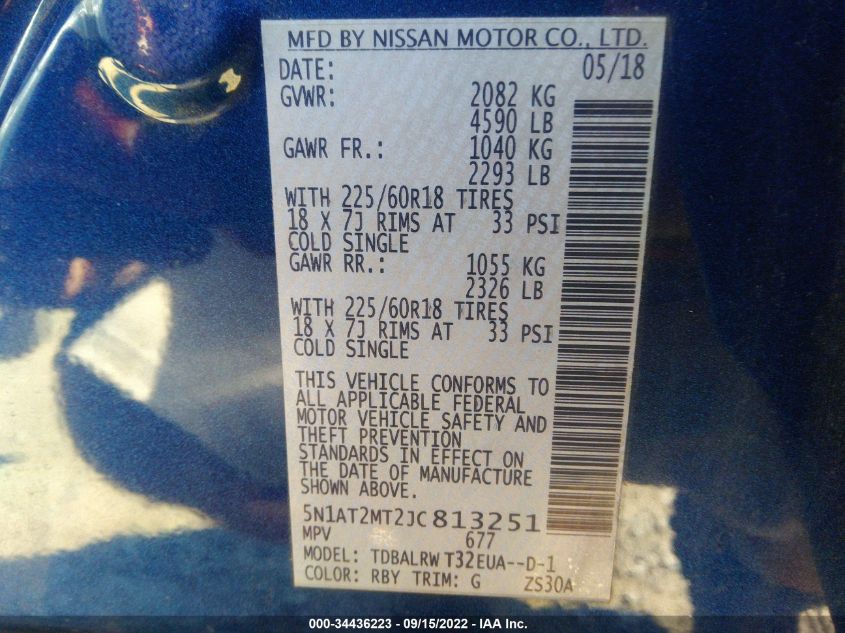 MFD BY NISSAN MOTOR CO., LTD.
DATE: 05/18
GVWR: 2082 KG
4590 LB
GAWR FR.: 1040 KG
2293 LB
WITH 225/60R18 TIRES
18 X 7J RIMS AT 33 PSI
COLD SINGLE
GAWR RR.: 1055 KG
2326 LB
WITH 225/60R18 TIRES
18 X 7J RIMS AT 33 PSI
COLD SINGLE
THIS VEHICLE CONFORMS TO
ALL APPLICABLE FEDERAL
MOTOR VEHICLE SAFETY AND
THEFT PREVENTION
STANDARDS IN EFFECT ON
THE DATE OF MANUFACTURE
SHOWN ABOVE.
5N1AT2MT2JC813251
MPV 677
MODEL: TDBALRW T32EUA--D-1
COLOR: RBY TRIM: G ZS30A
000-34436223 - 09/15/2022 - IAA Inc.